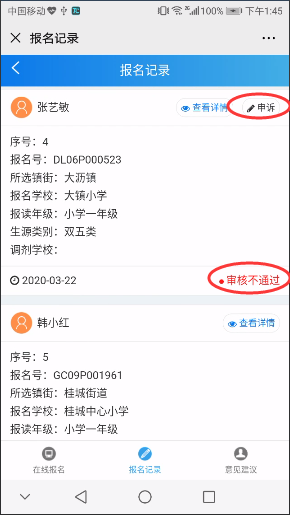 中国移动 100% 下午1:45
报名记录
报名记录
张艺敏 查看详情 申诉
序号：4
报名号：DL06P000523
所选镇街：大沥镇
报名学校：大镇小学
报读年级：小学一年级
生源类别：双五类
调剂学校：
2020-03-22 审核不通过
韩小红 查看详情
序号：5
报名号：GC09P001961
所选镇街：桂城街道
报名学校：桂城中心小学
报读年级：小学一年级
在线报名 报名记录 意见建议